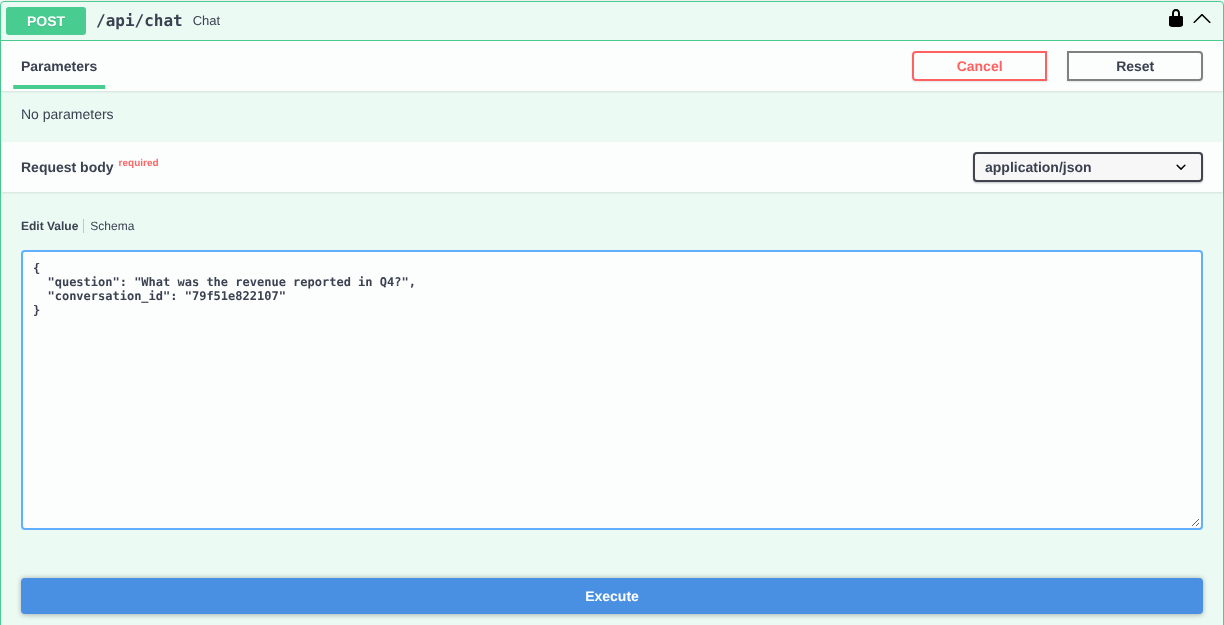 POST /api/chat Chat
Parameters Cancel Reset
No parameters
Request body required application/json
Edit Value Schema
{
  "question": "What was the revenue reported in Q4?",
  "conversation_id": "79f51e822107"
}
Execute